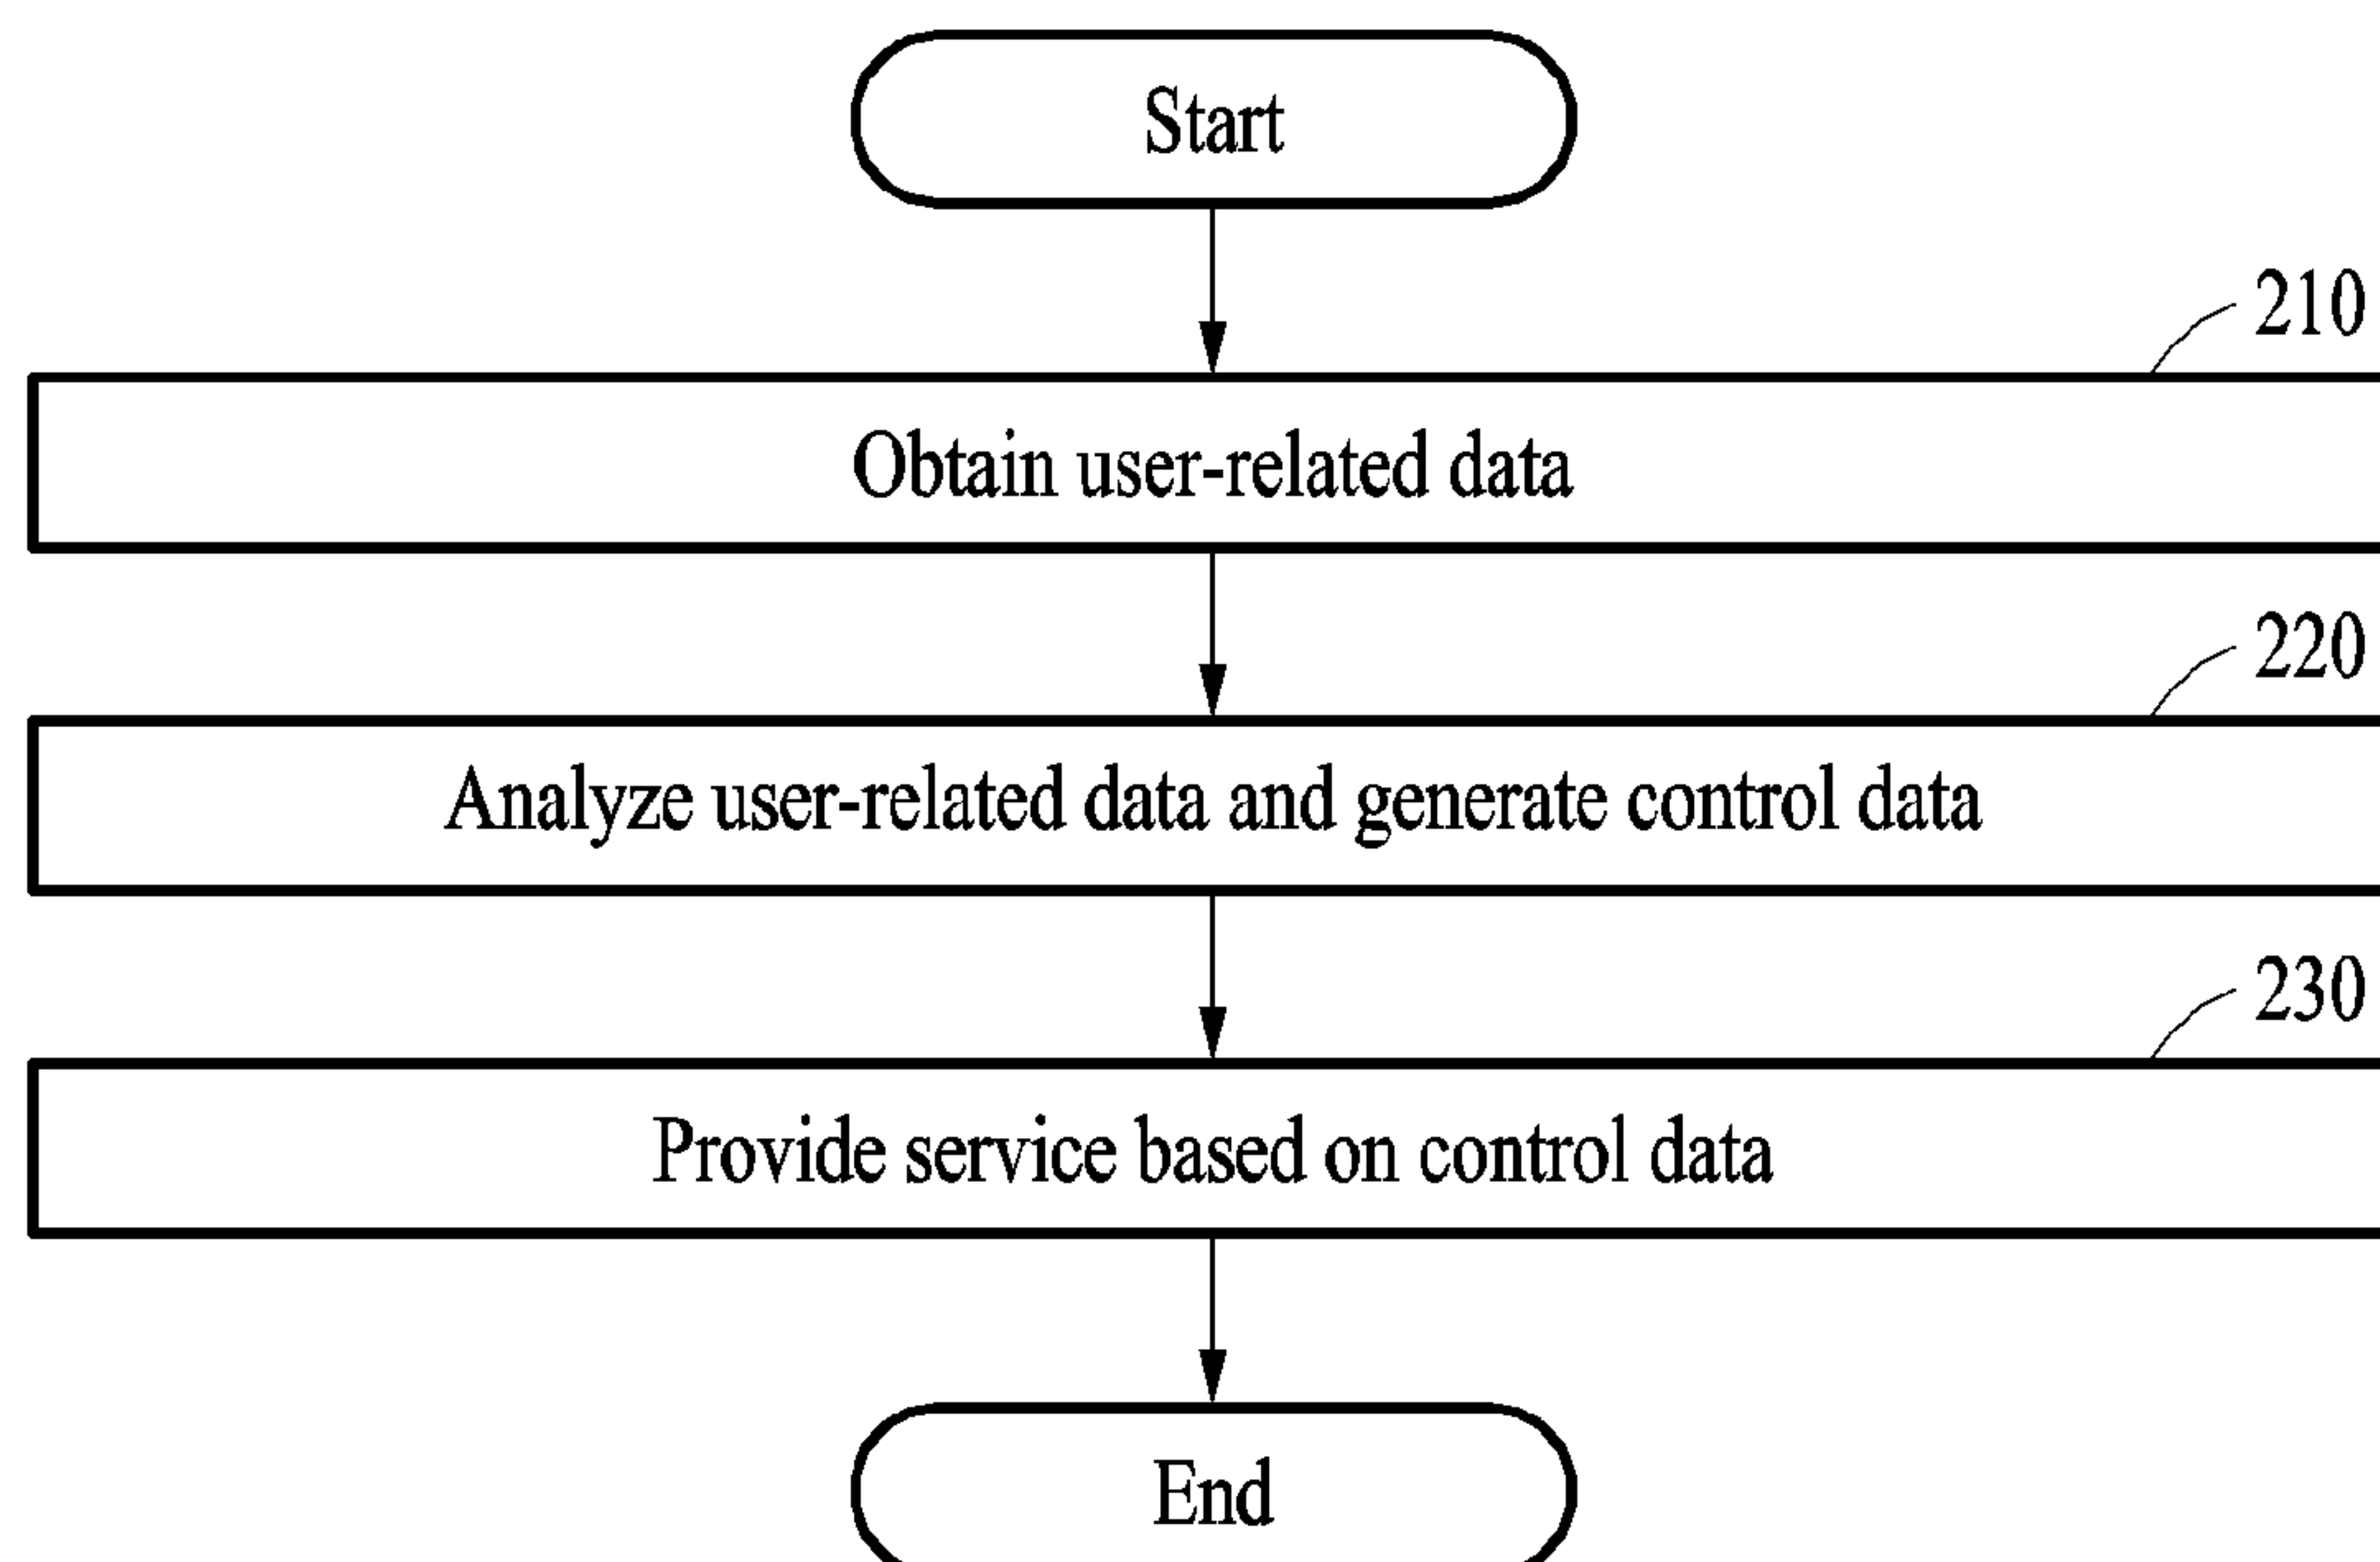 Start
210
Obtain user-related data
220
Analyze user-related data and generate control data
230
Provide service based on control data
End